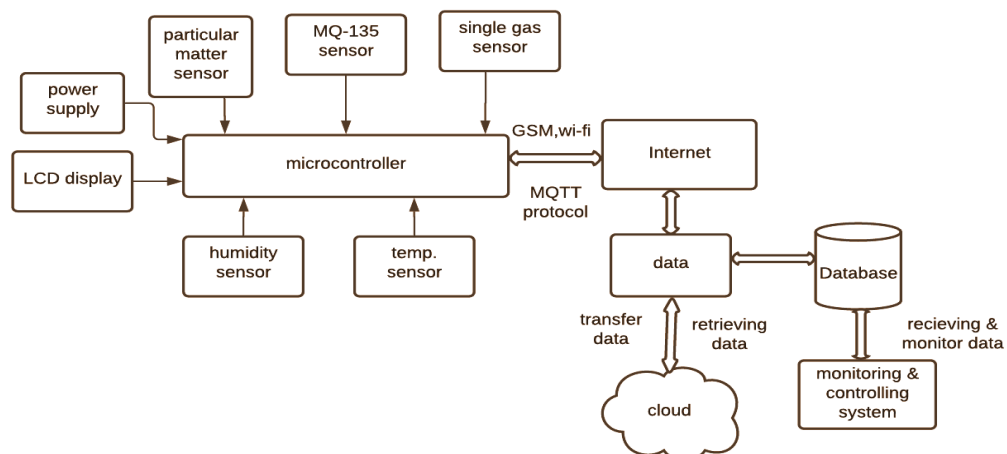 particular
matter
sensor
MQ-135
sensor
single gas
sensor
power
supply
GSM,wi-fi
microcontroller
Internet
LCD display
MQTT
protocol
humidity
sensor
temp.
sensor
data
Database
transfer
data
retrieving
data
recieving &
monitor data
monitoring &
controlling
system
cloud